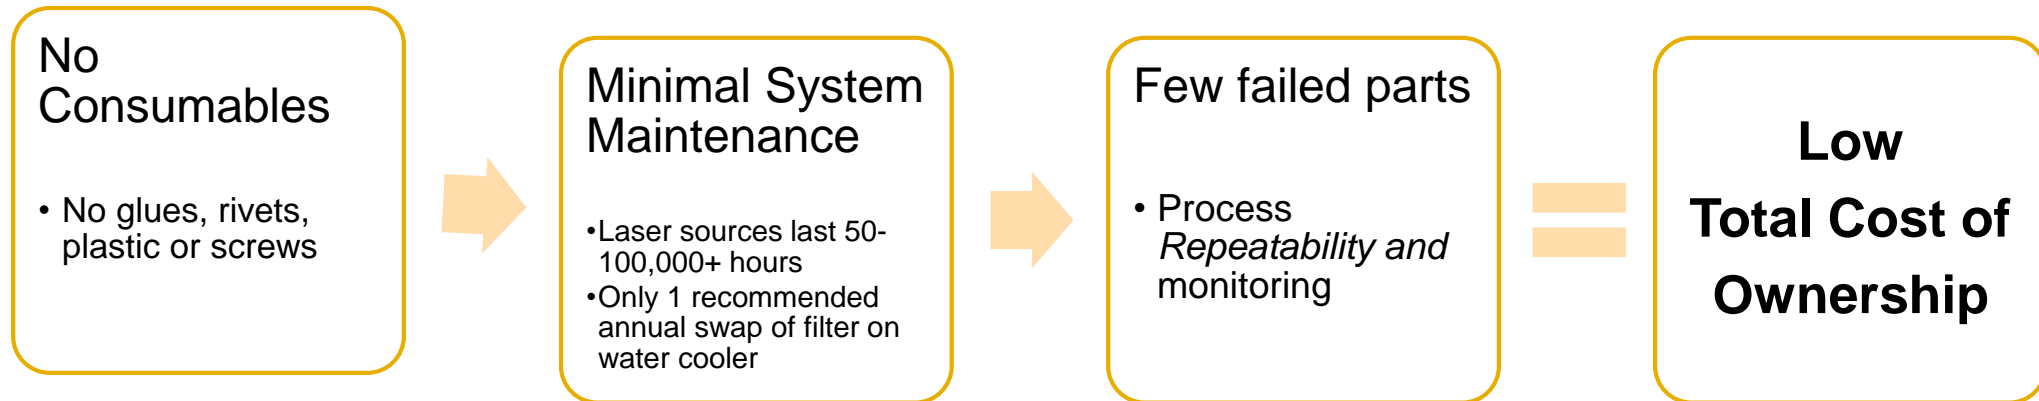 No
Consumables
• No glues, rivets,
plastic or screws
Minimal System
Maintenance
•Laser sources last 50-
100,000+ hours
•Only 1 recommended
annual swap of filter on
water cooler
Few failed parts
• Process
Repeatability and
monitoring
Low
Total Cost of
Ownership